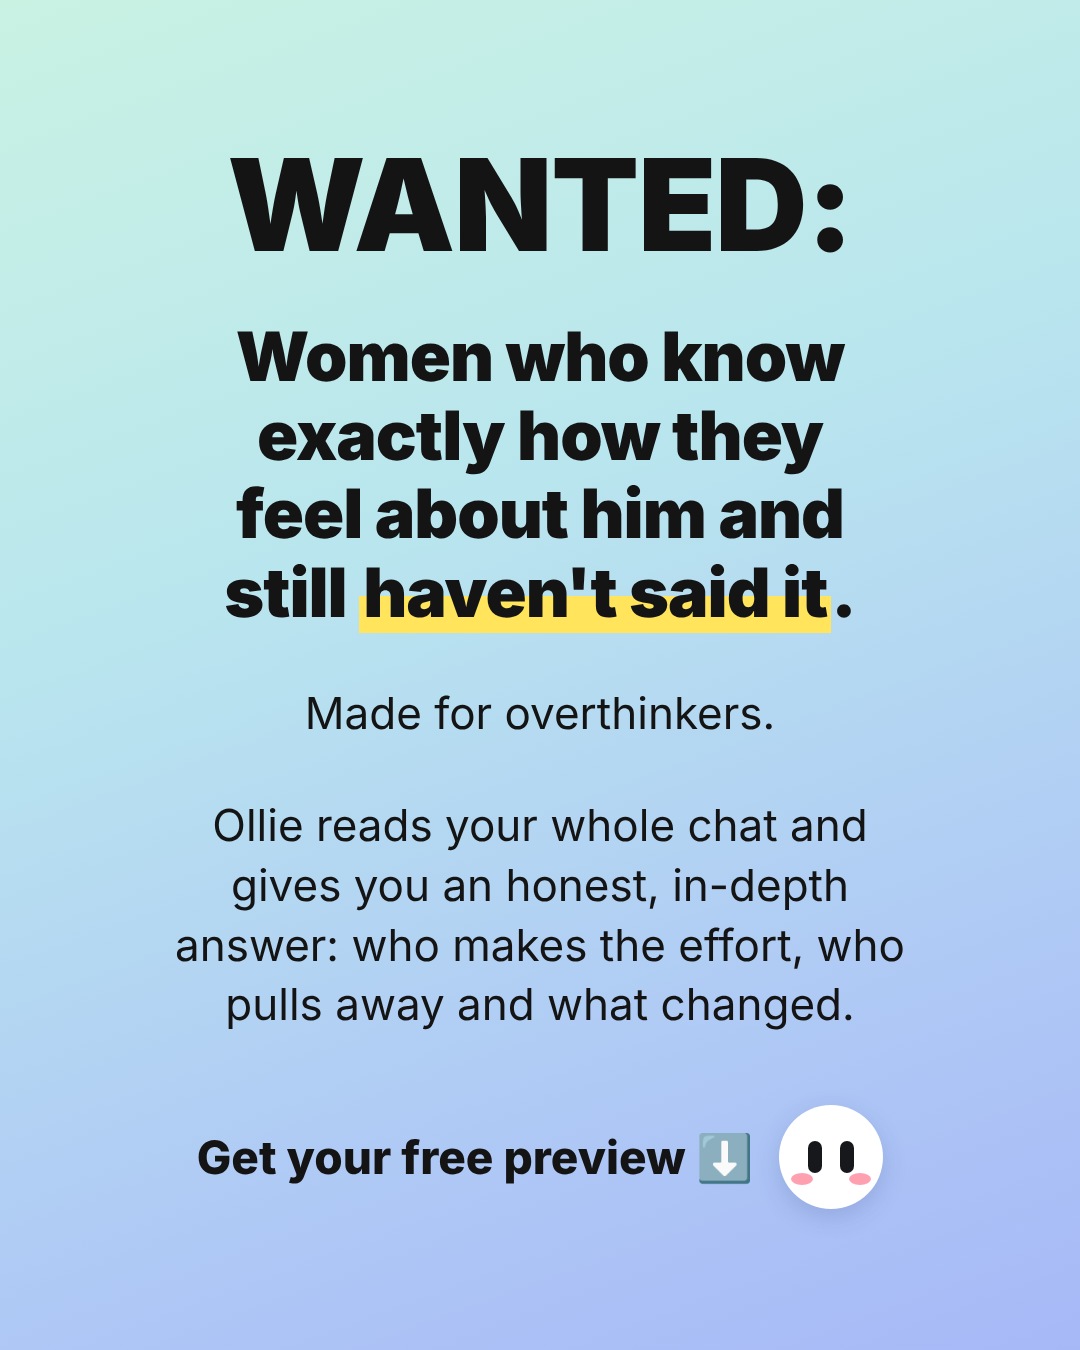 WANTED:
Women who know
exactly how they
feel about him and
still haven't said it.
Made for overthinkers.
Ollie reads your whole chat and
gives you an honest, in-depth
answer: who makes the effort, who
pulls away and what changed.
Get your free preview ⬇️